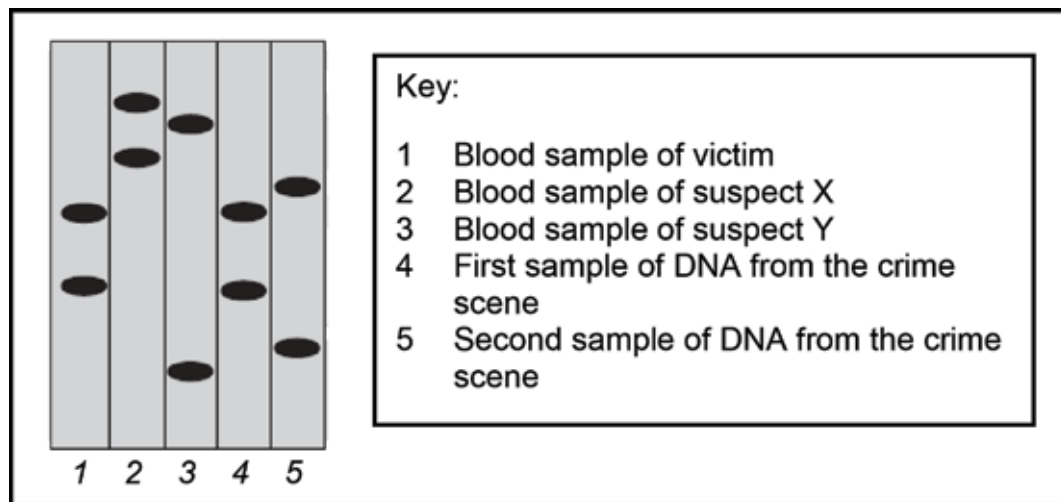 Key:
1 Blood sample of victim
2 Blood sample of suspect X
3 Blood sample of suspect Y
4 First sample of DNA from the crime
scene
5 Second sample of DNA from the crime
scene
1 2 3 4 5